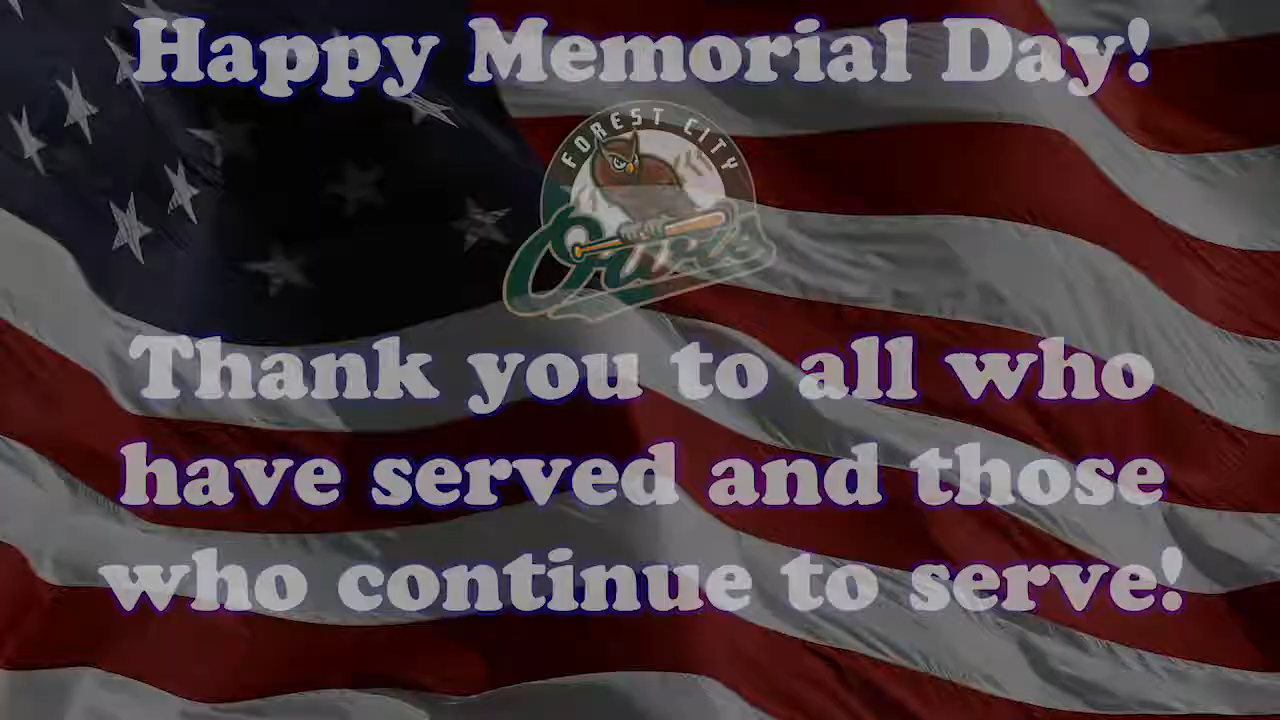 Happy Memorial Day!
FOREST CITY
Owls
Thank you to all who
have served and those
who continue to serve!